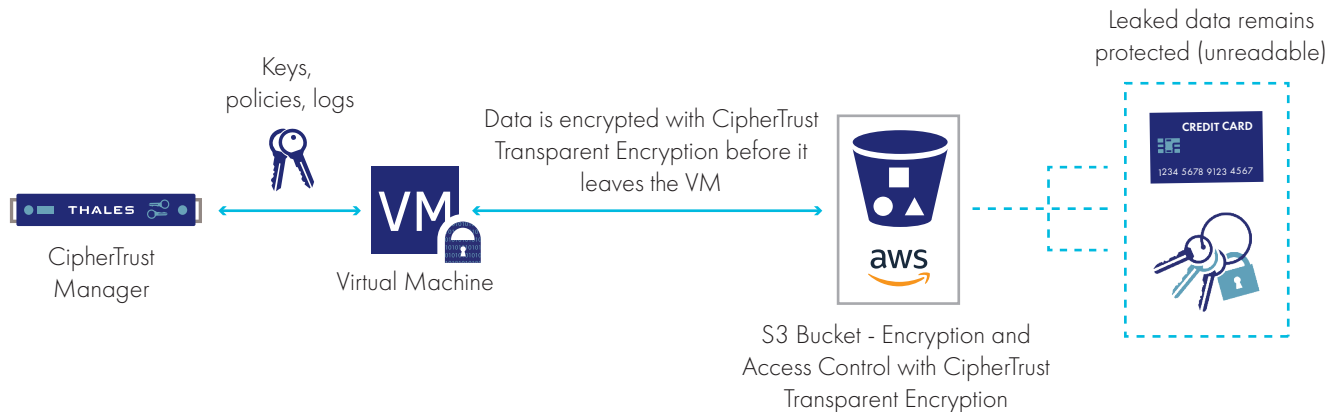 Keys,
policies, logs
THALES
CipherTrust
Manager
VM
Virtual Machine
Data is encrypted with CipherTrust
Transparent Encryption before it
leaves the VM
aws
S3 Bucket - Encryption and
Access Control with CipherTrust
Transparent Encryption
Leaked data remains
protected (unreadable)
CREDIT CARD
1234 5678 9123 4567